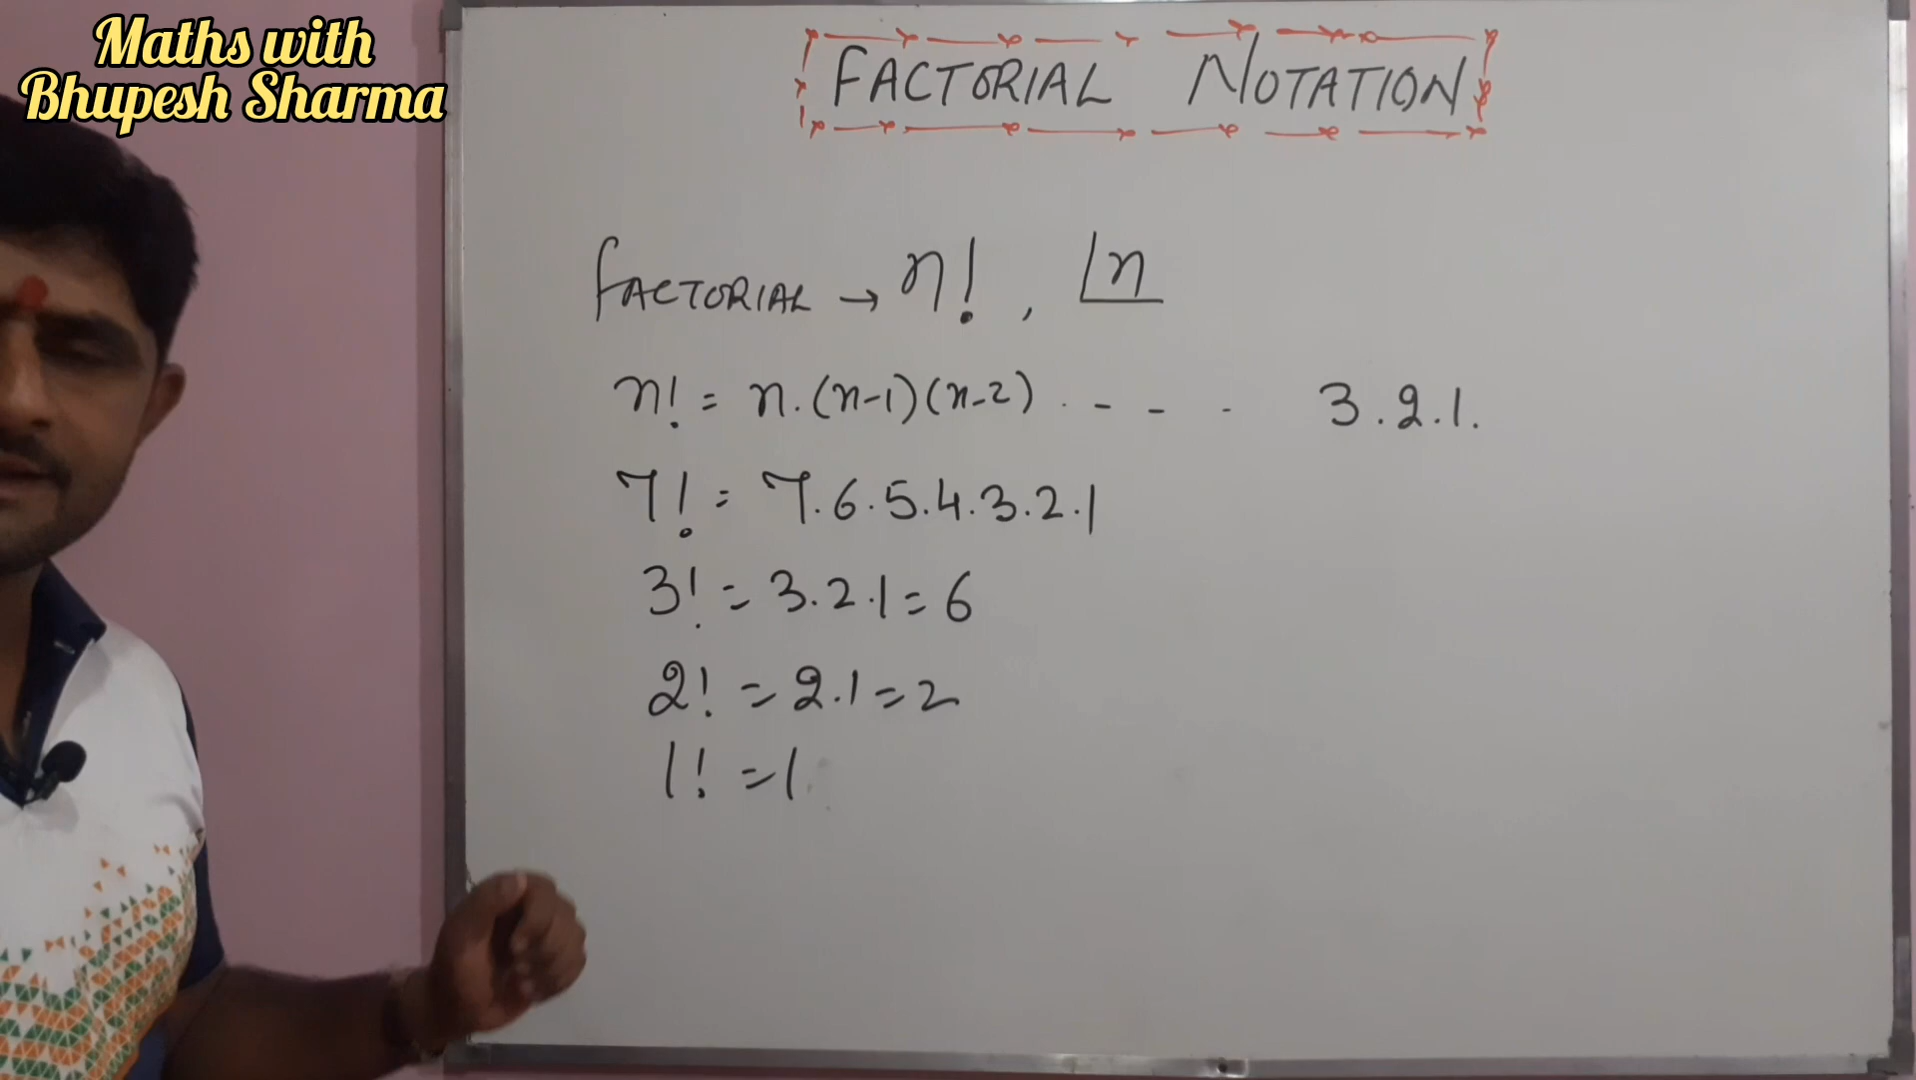 Maths with
Bhupesh Sharma
FACTORIAL NOTATION
FACTORIAL → n! , |n
n! = n.(n-1)(n-2) . - - - 3.2.1.
7! = 7.6.5.4.3.2.1
3! = 3.2.1 = 6
2! = 2.1 = 2
1! = 1